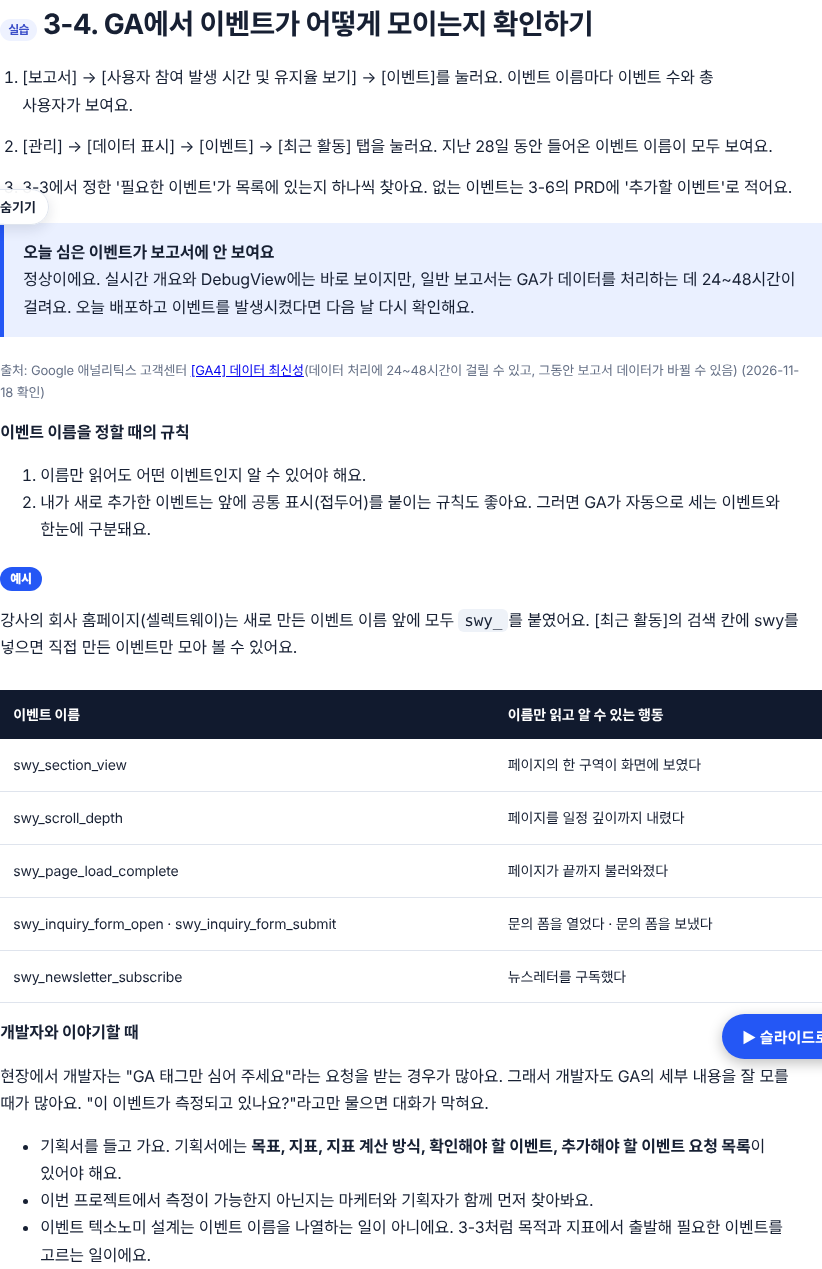 실습 3-4. GA에서 이벤트가 어떻게 모이는지 확인하기
1. [보고서] → [사용자 참여 발생 시간 및 유지율 보기] → [이벤트]를 눌러요. 이벤트 이름마다 이벤트 수와 총
사용자가 보여요.
2. [관리] → [데이터 표시] → [이벤트] → [최근 활동] 탭을 눌러요. 지난 28일 동안 들어온 이벤트 이름이 모두 보여요.
3. 3-3에서 정한 '필요한 이벤트'가 목록에 있는지 하나씩 찾아요. 없는 이벤트는 3-6의 PRD에 '추가할 이벤트'로 적어요.
숨기기
오늘 심은 이벤트가 보고서에 안 보여요
정상이에요. 실시간 개요와 DebugView에는 바로 보이지만, 일반 보고서는 GA가 데이터를 처리하는 데 24~48시간이
걸려요. 오늘 배포하고 이벤트를 발생시켰다면 다음 날 다시 확인해요.
출처: Google 애널리틱스 고객센터 [GA4] 데이터 최신성(데이터 처리에 24~48시간이 걸릴 수 있고, 그동안 보고서 데이터가 바뀔 수 있음) (2026-11-
18 확인)
이벤트 이름을 정할 때의 규칙
1. 이름만 읽어도 어떤 이벤트인지 알 수 있어야 해요.
2. 내가 새로 추가한 이벤트는 앞에 공통 표시(접두어)를 붙이는 규칙도 좋아요. 그러면 GA가 자동으로 세는 이벤트와
한눈에 구분돼요.
예시
강사의 회사 홈페이지(셀렉트웨이)는 새로 만든 이벤트 이름 앞에 모두 swy_ 를 붙였어요. [최근 활동]의 검색 칸에 swy를
넣으면 직접 만든 이벤트만 모아 볼 수 있어요.
이벤트 이름 이름만 읽고 알 수 있는 행동
swy_section_view 페이지의 한 구역이 화면에 보였다
swy_scroll_depth 페이지를 일정 깊이까지 내렸다
swy_page_load_complete 페이지가 끝까지 불러와졌다
swy_inquiry_form_open · swy_inquiry_form_submit 문의 폼을 열었다 · 문의 폼을 보냈다
swy_newsletter_subscribe 뉴스레터를 구독했다
개발자와 이야기할 때
▶ 슬라이드로
현장에서 개발자는 "GA 태그만 심어 주세요"라는 요청을 받는 경우가 많아요. 그래서 개발자도 GA의 세부 내용을 잘 모를
때가 많아요. "이 이벤트가 측정되고 있나요?"라고만 물으면 대화가 막혀요.
• 기획서를 들고 가요. 기획서에는 목표, 지표, 지표 계산 방식, 확인해야 할 이벤트, 추가해야 할 이벤트 요청 목록이
있어야 해요.
• 이번 프로젝트에서 측정이 가능한지 아닌지는 마케터와 기획자가 함께 먼저 찾아봐요.
• 이벤트 텍소노미 설계는 이벤트 이름을 나열하는 일이 아니에요. 3-3처럼 목적과 지표에서 출발해 필요한 이벤트를
고르는 일이에요.